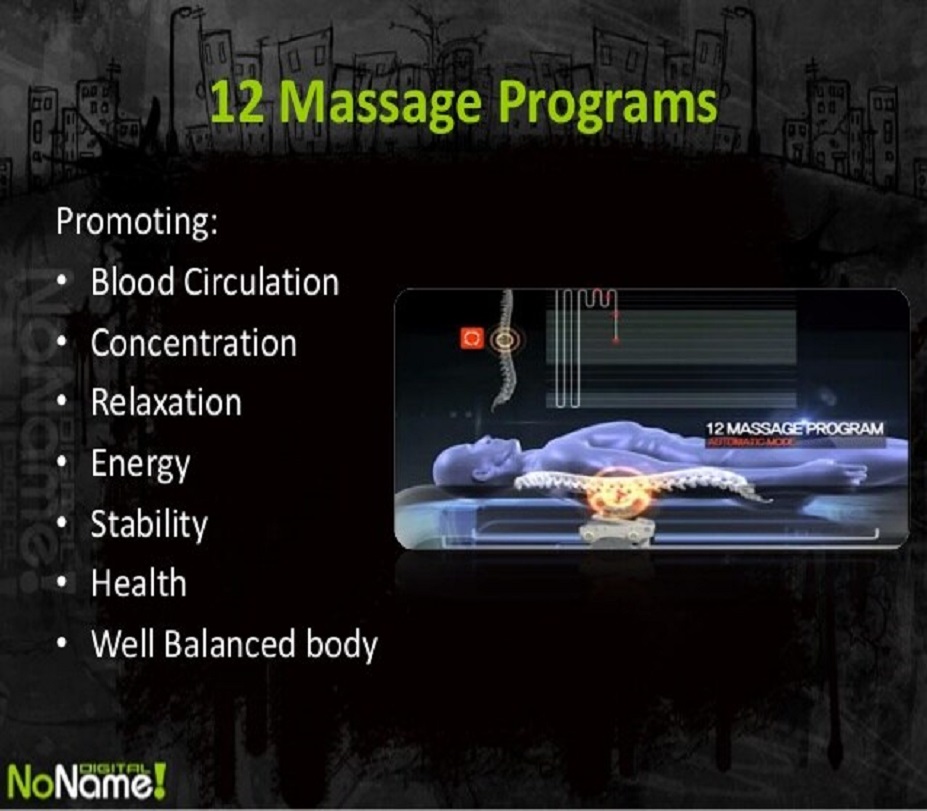 12 Massage Programs
Promoting:
• Blood Circulation
• Concentration
• Relaxation
• Energy
• Stability
• Health
• Well Balanced body
12 MASSAGE PROGRAM
AUTOMATIC MODE
NoName!
DIGITAL
NoName!